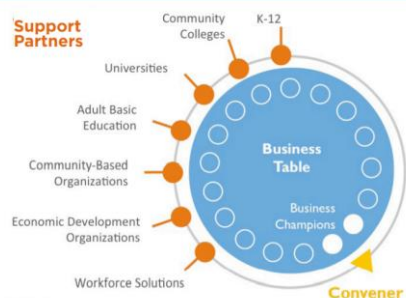 Support
Partners
Community
Colleges
K-12
Universities
Adult Basic
Education
Community-Based
Organizations
Economic Development
Organizations
Workforce Solutions
Business
Table
Business
Champions
Convener